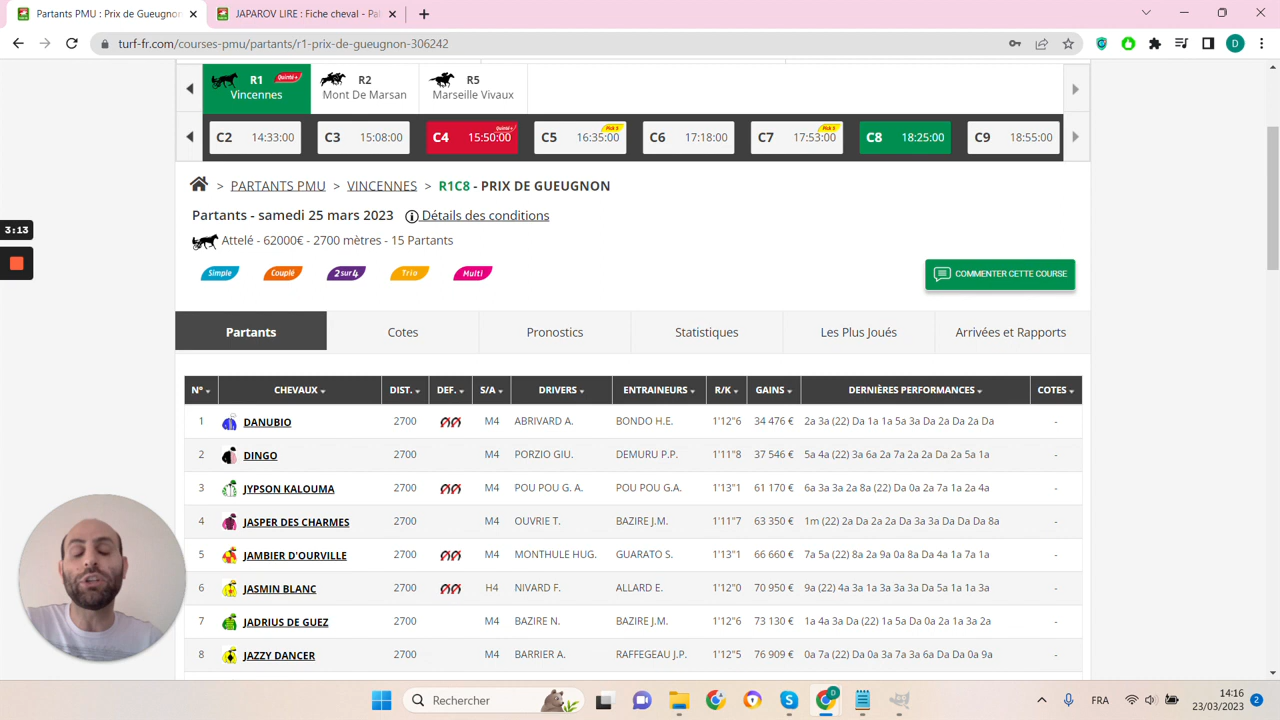 Partants PMU : Prix de Gueugnon
JAPAROV LIRE : Fiche cheval - Pa
turf-fr.com/courses-pmu/partants/r1-prix-de-gueugnon-306242
D
R1 Quinté+
Vincennes
R2
Mont De Marsan
R5
Marseille Vivaux
C2 14:33:00
C3 15:08:00
C4 15:50:00 Quinté+
C5 16:35:00 Pick 5
C6 17:18:00
C7 17:53:00 Pick 5
C8 18:25:00
C9 18:55:00
> PARTANTS PMU > VINCENNES > R1C8 - PRIX DE GUEUGNON
Partants - samedi 25 mars 2023 Détails des conditions
3:13
Attelé - 62000€ - 2700 mètres - 15 Partants
Simple Couplé 2sur4 Trio Multi
COMMENTER CETTE COURSE
Partants Cotes Pronostics Statistiques Les Plus Joués Arrivées et Rapports
N° CHEVAUX DIST. DEF. S/A DRIVERS ENTRAINEURS R/K GAINS DERNIÈRES PERFORMANCES COTES
1 DANUBIO 2700 M4 ABRIVARD A. BONDO H.E. 1'12"6 34 476 € 2a 3a (22) Da 1a 1a 5a 3a Da 2a Da 2a Da -
2 DINGO 2700 M4 PORZIO GIU. DEMURU P.P. 1'11"8 37 546 € 5a 4a (22) 3a 6a 2a 7a 2a 2a Da 2a 5a 1a -
3 JYPSON KALOUMA 2700 M4 POU POU G. A. POU POU G.A. 1'13"1 61 170 € 6a 3a 3a 2a 8a (22) Da 0a 2a 7a 1a 2a 4a -
4 JASPER DES CHARMES 2700 M4 OUVRIE T. BAZIRE J.M. 1'11"7 63 350 € 1m (22) 2a Da 2a 2a Da 3a 3a Da Da Da 8a -
5 JAMBIER D'OURVILLE 2700 M4 MONTHULE HUG. GUARATO S. 1'13"1 66 660 € 7a 5a (22) 8a 2a 9a 0a 8a Da 4a 1a 7a 1a -
6 JASMIN BLANC 2700 H4 NIVARD F. ALLARD E. 1'12"0 70 950 € 9a (22) 4a 3a 1a 3a 3a 3a Da 5a 1a 1a 3a -
7 JADRIUS DE GUEZ 2700 M4 BAZIRE N. BAZIRE J.M. 1'12"6 73 130 € 1a 4a 3a Da (22) 1a 5a Da 0a 2a 1a 3a 2a -
8 JAZZY DANCER 2700 M4 BARRIER A. RAFFEGEAU J.P. 1'12"5 76 909 € 0a 7a (22) Da 0a 3a 7a 3a 6a Da Da 0a 9a -
Rechercher
FRA
14:16
23/03/2023
2